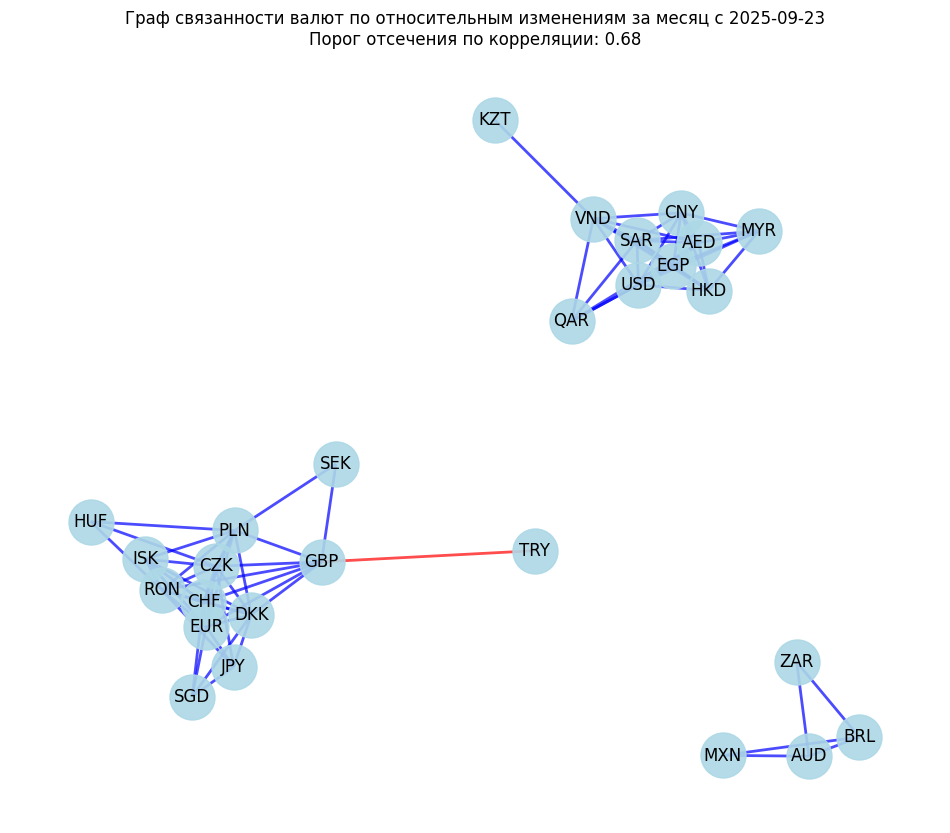 Граф связанности валют по относительным изменениям за месяц с 2025-09-23
Порог отсечения по корреляции: 0.68
KZT
VND
CNY
SAR
AED
MYR
EGP
USD
HKD
QAR
SEK
HUF
PLN
TRY
ISK
CZK
GBP
RON
CHF
DKK
EUR
JPY
ZAR
SGD
BRL
MXN
AUD